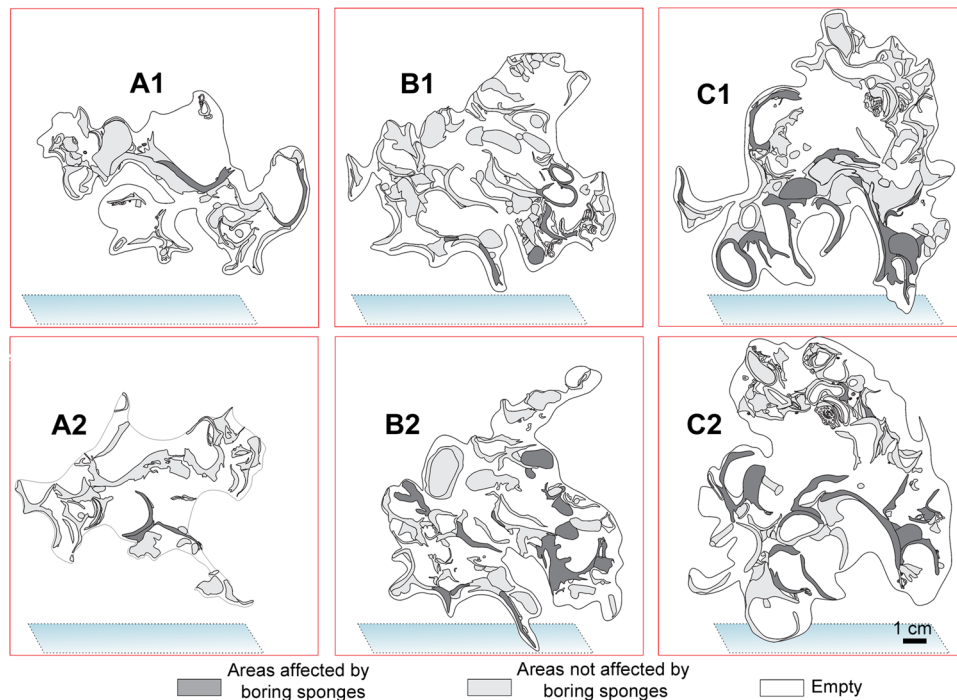 A1
B1
C1
A2
B2
C2
1 cm
Areas affected by
boring sponges
Areas not affected by
boring sponges
Empty